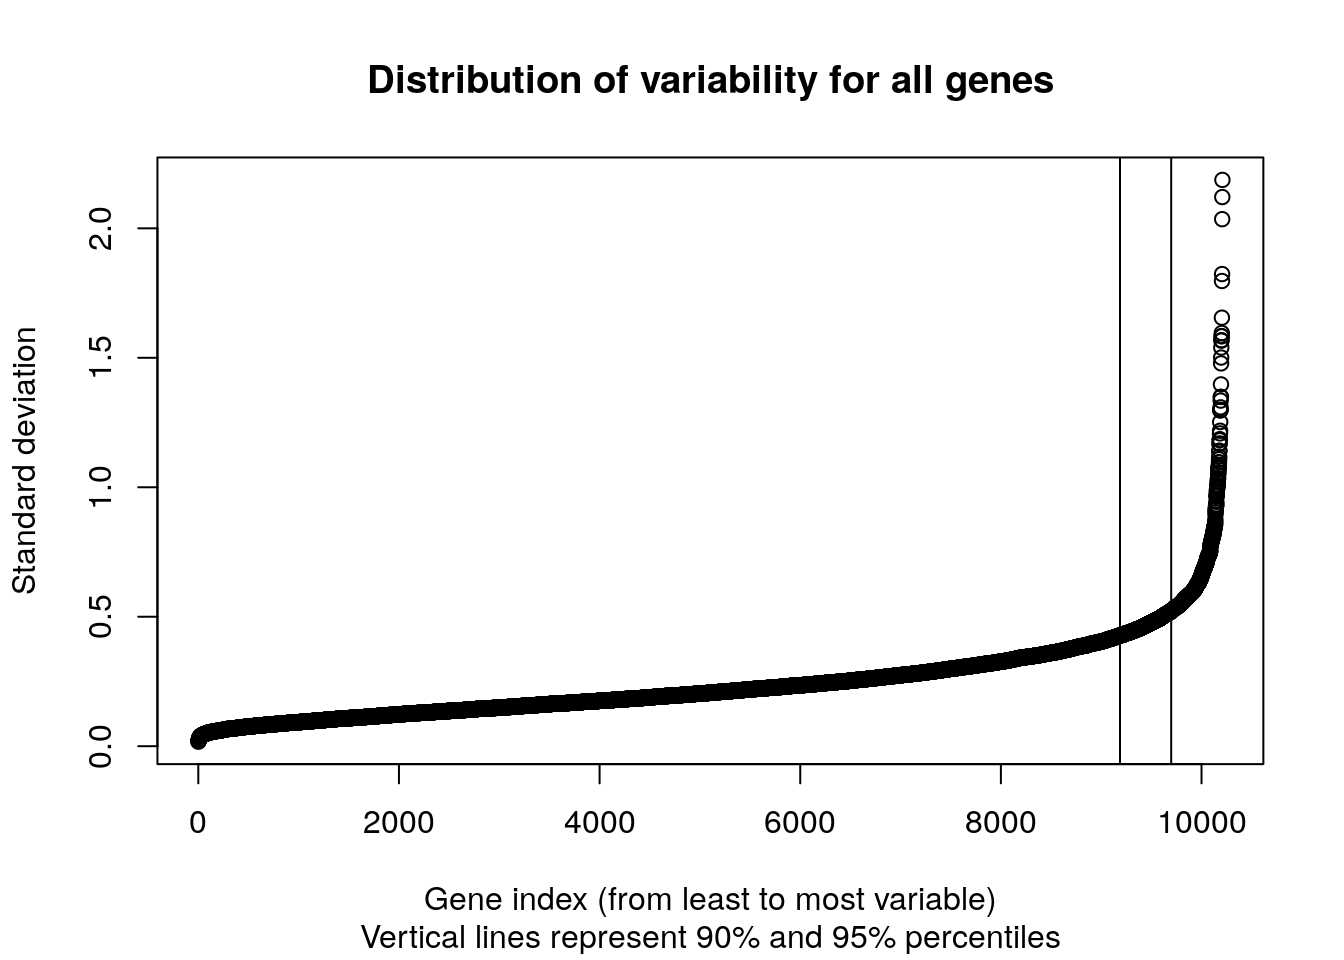 Distribution of variability for all genes
Standard deviation
2.0
1.5
1.0
0.5
0.0
0 2000 4000 6000 8000 10000
Gene index (from least to most variable)
Vertical lines represent 90% and 95% percentiles